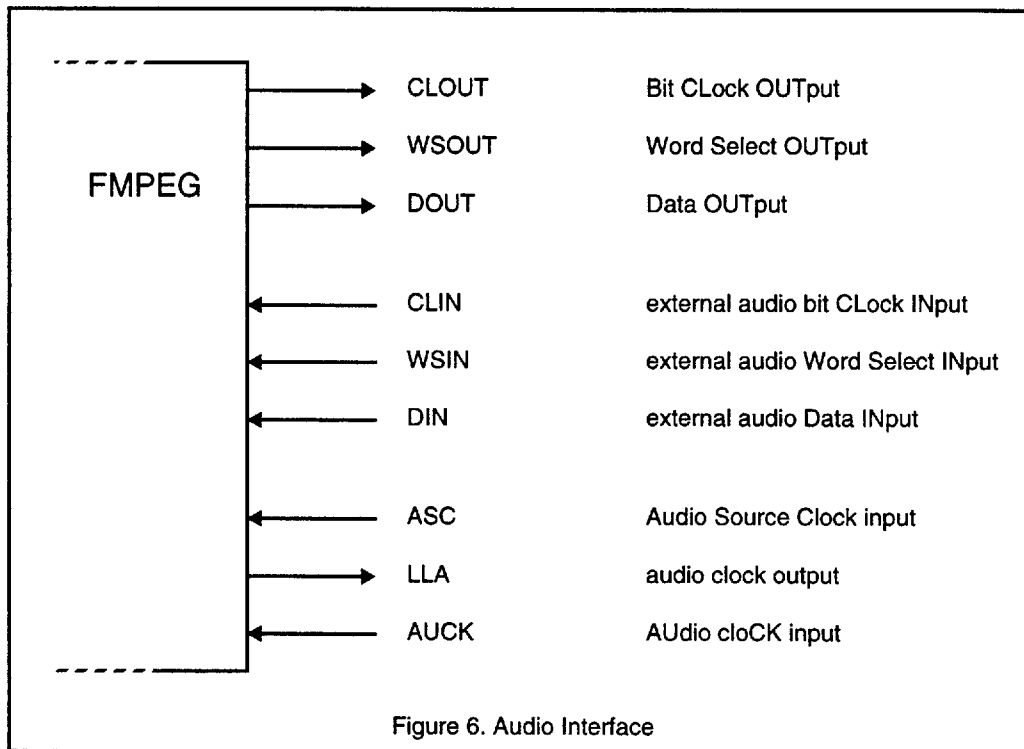 CLOUT Bit CLock OUTput
WSOUT Word Select OUTput
FMPEG
DOUT Data OUTput
CLIN external audio bit CLock INput
WSIN external audio Word Select INput
DIN external audio Data INput
ASC Audio Source Clock input
LLA audio clock output
AUCK AUdio cloCK input
Figure 6. Audio Interface